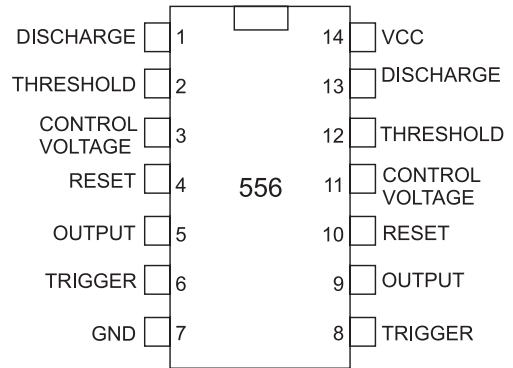 DISCHARGE 1 14 VCC
THRESHOLD 2 13 DISCHARGE
CONTROL
VOLTAGE 3 12 THRESHOLD
RESET 4 556 11 CONTROL
VOLTAGE
OUTPUT 5 10 RESET
TRIGGER 6 9 OUTPUT
GND 7 8 TRIGGER